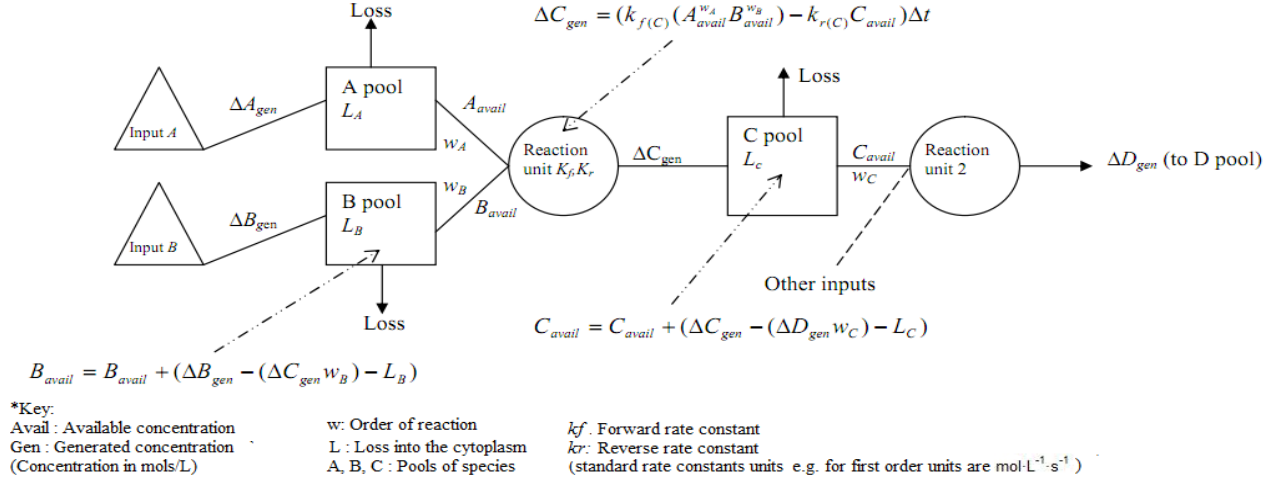 Loss
ΔC_gen = (k_f(C)(A_avail^w_A B_avail^w_B) − k_r(C) C_avail)Δt
Input A
ΔA_gen
A pool
L_A
A_avail
w_A
Loss
Reaction
unit K_f,K_r
ΔC_gen
C pool
L_c
C_avail
w_C
Reaction
unit 2
ΔD_gen (to D pool)
Input B
ΔB_gen
B pool
L_B
w_B
B_avail
Loss
Other inputs
C_avail = C_avail + (ΔC_gen − (ΔD_gen w_C) − L_C)
B_avail = B_avail + (ΔB_gen − (ΔC_gen w_B) − L_B)
*Key:
Avail : Available concentration
Gen : Generated concentration `
(Concentration in mols/L)
w: Order of reaction
L : Loss into the cytoplasm
A, B, C : Pools of species
kf : Forward rate constant
kr: Reverse rate constant
(standard rate constants units e.g. for first order units are mol·L⁻¹·s⁻¹ )